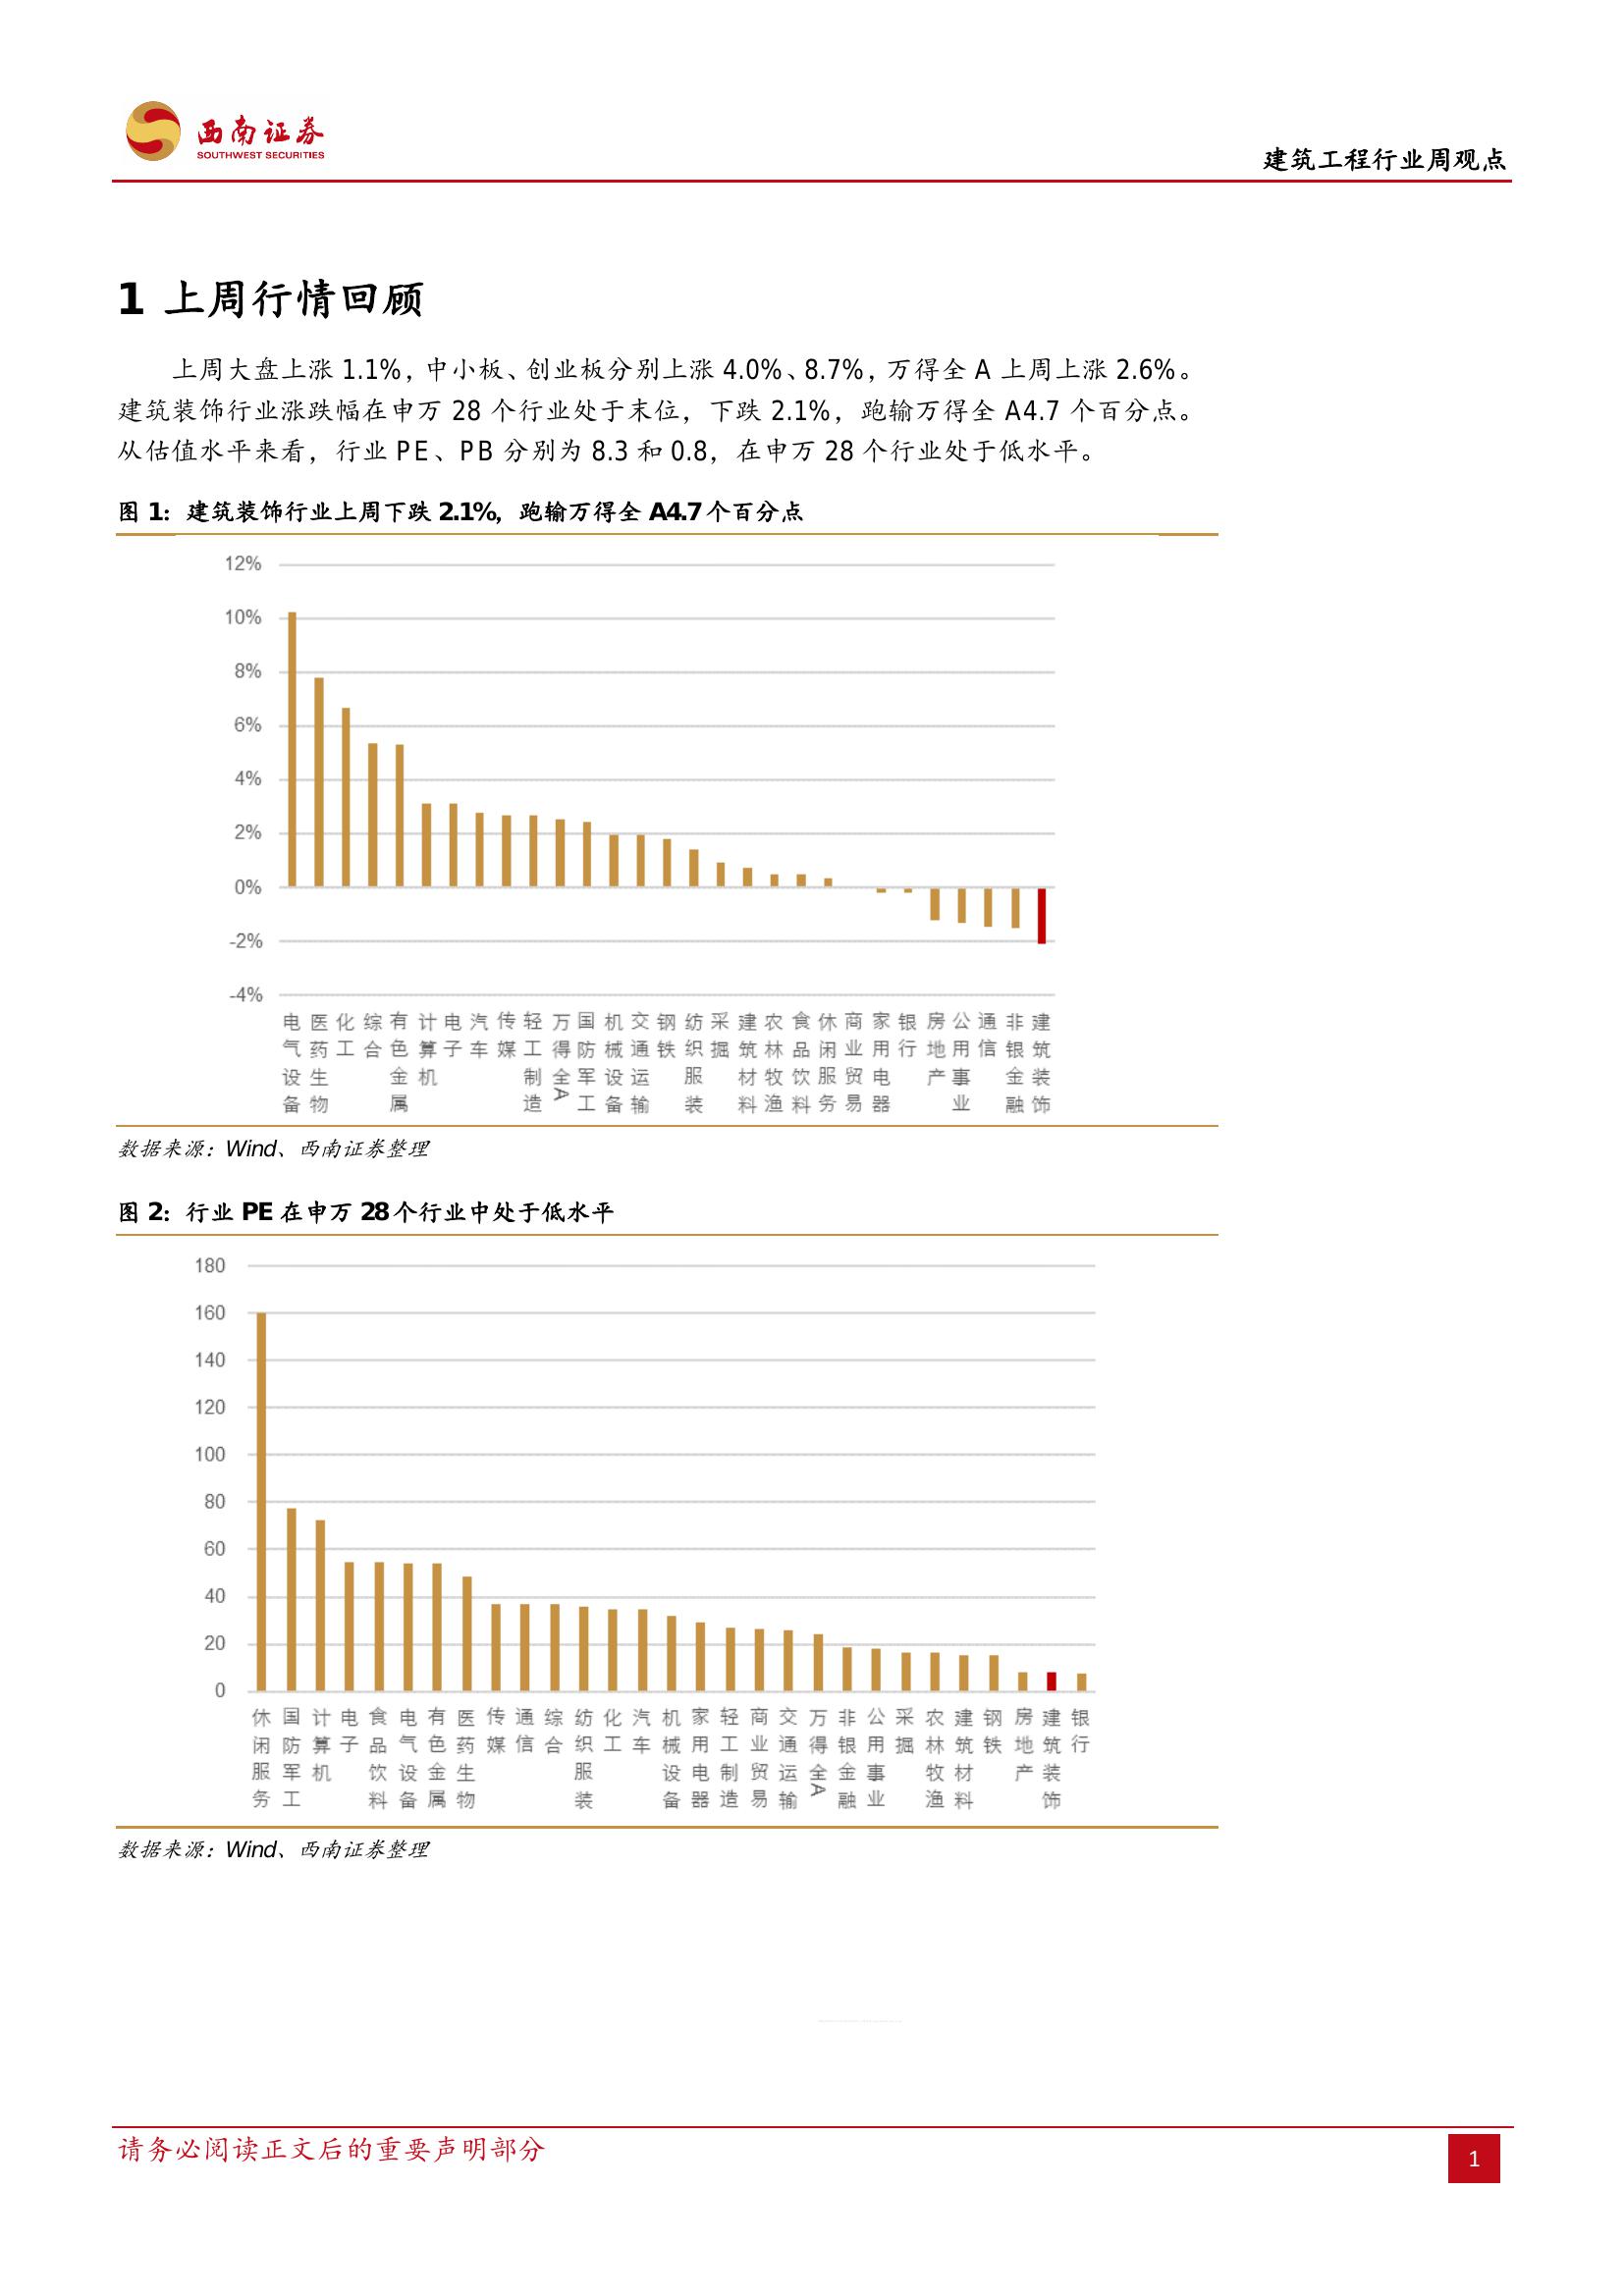 西南证券
SOUTHWEST SECURITIES
建筑工程行业周观点
1 上周行情回顾
上周大盘上涨 1.1%，中小板、创业板分别上涨 4.0%、8.7%，万得全 A 上周上涨 2.6%。
建筑装饰行业涨跌幅在申万 28 个行业处于末位，下跌 2.1%，跑输万得全 A4.7 个百分点。
从估值水平来看，行业 PE、PB 分别为 8.3 和 0.8，在申万 28 个行业处于低水平。
图 1：建筑装饰行业上周下跌 2.1%，跑输万得全 A4.7 个百分点
12%
10%
8%
6%
4%
2%
0%
-2%
-4%
电气设备
医药生物
化工
综合
有色金属
计算机
电子
汽车
传媒
轻工制造
万得全A
国防军工
机械设备
交通运输
钢铁
纺织服装
采掘
建筑材料
农林牧渔
食品饮料
休闲服务
商业贸易
家用电器
银行
房地产
公用事业
通信
非银金融
建筑装饰
数据来源：Wind、西南证券整理
图 2：行业 PE 在申万 28 个行业中处于低水平
180
160
140
120
100
80
60
40
20
0
休闲服务
国防军工
计算机
电子
食品饮料
电气设备
有色金属
医药生物
传媒
通信
综合
纺织服装
化工
汽车
机械设备
家用电器
轻工制造
商业贸易
交通运输
万得全A
非银金融
公用事业
采掘
农林牧渔
建筑材料
钢铁
房地产
建筑装饰
银行
数据来源：Wind、西南证券整理
请务必阅读正文后的重要声明部分
1